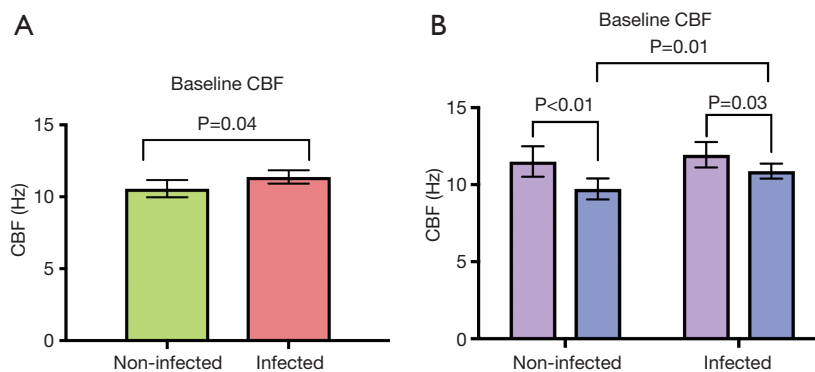 A
Baseline CBF
P=0.04
CBF (Hz)
15
10
5
0
Non-infected
Infected
B
Baseline CBF
P=0.01
P<0.01
P=0.03
CBF (Hz)
15
10
5
0
Non-infected
Infected